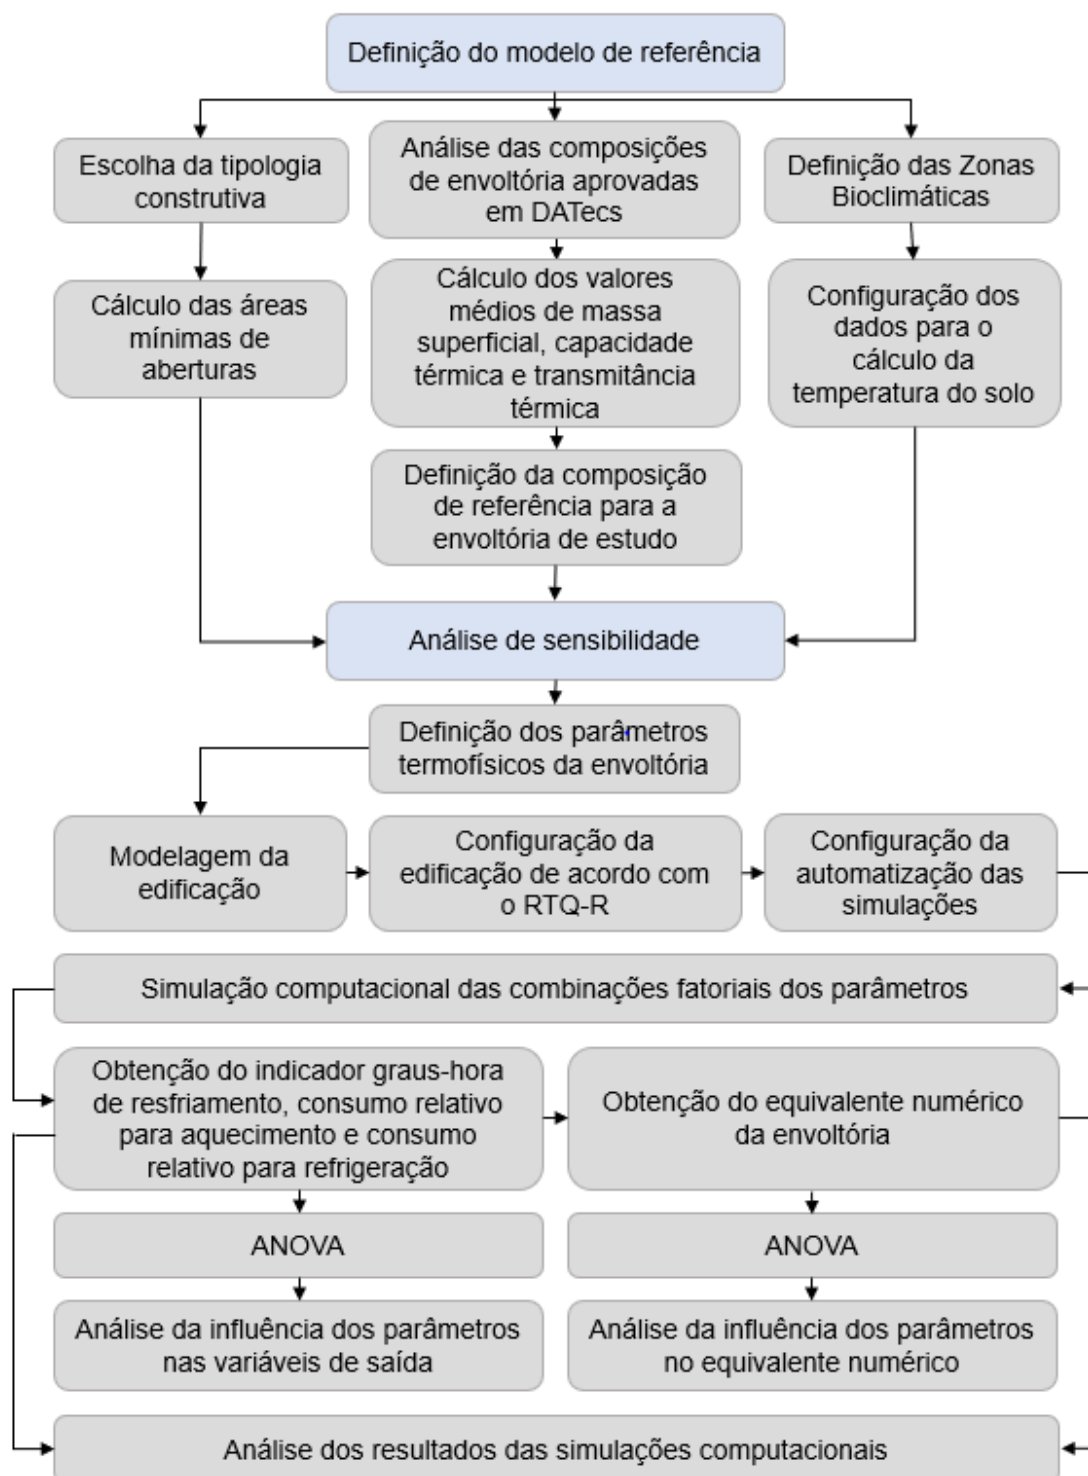 Definição do modelo de referência
Escolha da tipologia
construtiva
Análise das composições
de envoltória aprovadas
em DATecs
Definição das Zonas
Bioclimáticas
Cálculo das áreas
mínimas de
aberturas
Cálculo dos valores
médios de massa
superficial, capacidade
térmica e transmitância
térmica
Configuração dos
dados para o
cálculo da
temperatura do solo
Definição da composição
de referência para a
envoltória de estudo
Análise de sensibilidade
Definição dos parâmetros
termofísicos da envoltória
Modelagem da
edificação
Configuração da
edificação de acordo com
o RTQ-R
Configuração da
automatização das
simulações
Simulação computacional das combinações fatoriais dos parâmetros
Obtenção do indicador graus-hora
de resfriamento, consumo relativo
para aquecimento e consumo
relativo para refrigeração
Obtenção do equivalente numérico
da envoltória
ANOVA
ANOVA
Análise da influência dos parâmetros
nas variáveis de saída
Análise da influência dos parâmetros
no equivalente numérico
Análise dos resultados das simulações computacionais